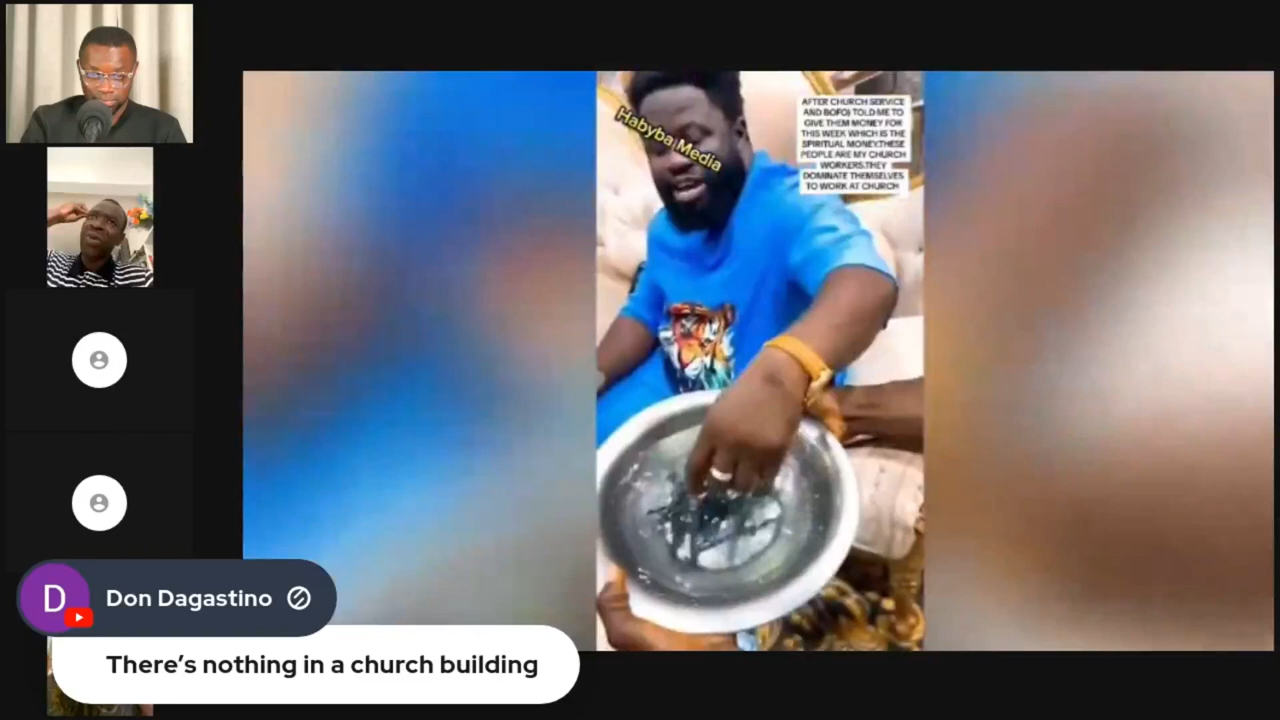 Habyba Media
AFTER CHURCH SERVICE
AND BOFO) TOLD ME TO
GIVE THEM MONEY FOR
THIS WEEK WHICH IS THE
SPIRITUAL MONEY.THESE
PEOPLE ARE MY CHURCH
WORKERS.THEY
DOMINATE THEMSELVES
TO WORK AT CHURCH
D
Don Dagastino
There’s nothing in a church building